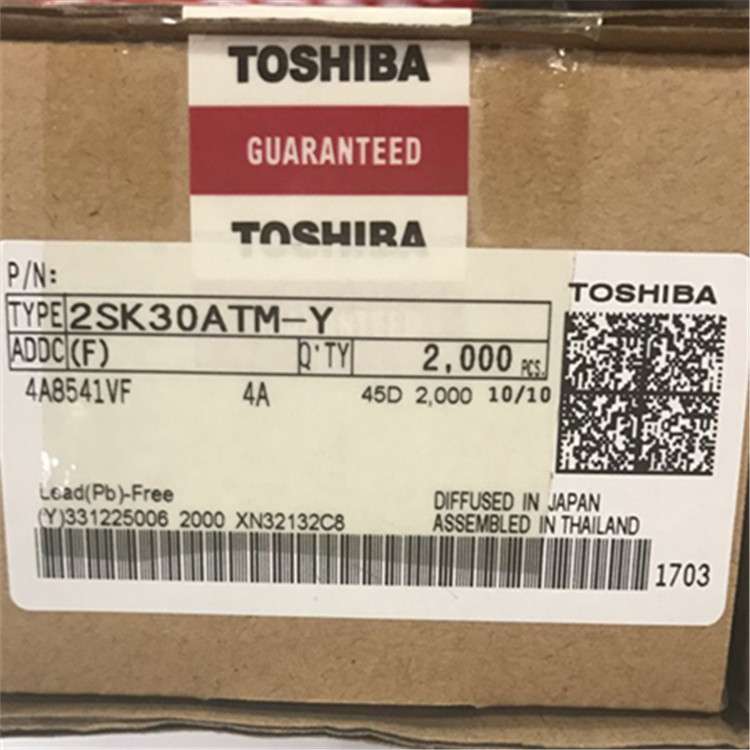 TOSHIBA
GUARANTEED
TOSHIBA
P/N:
TOSHIBA
TYPE 2SK30ATM-Y
ADDC (F) Q'TY 2,000 PCS.
4A8541VF 4A 45D 2,000 10/10
Lead(Pb)-Free
DIFFUSED IN JAPAN
(Y)331225006 2000 XN32132C8
ASSEMBLED IN THAILAND
1703